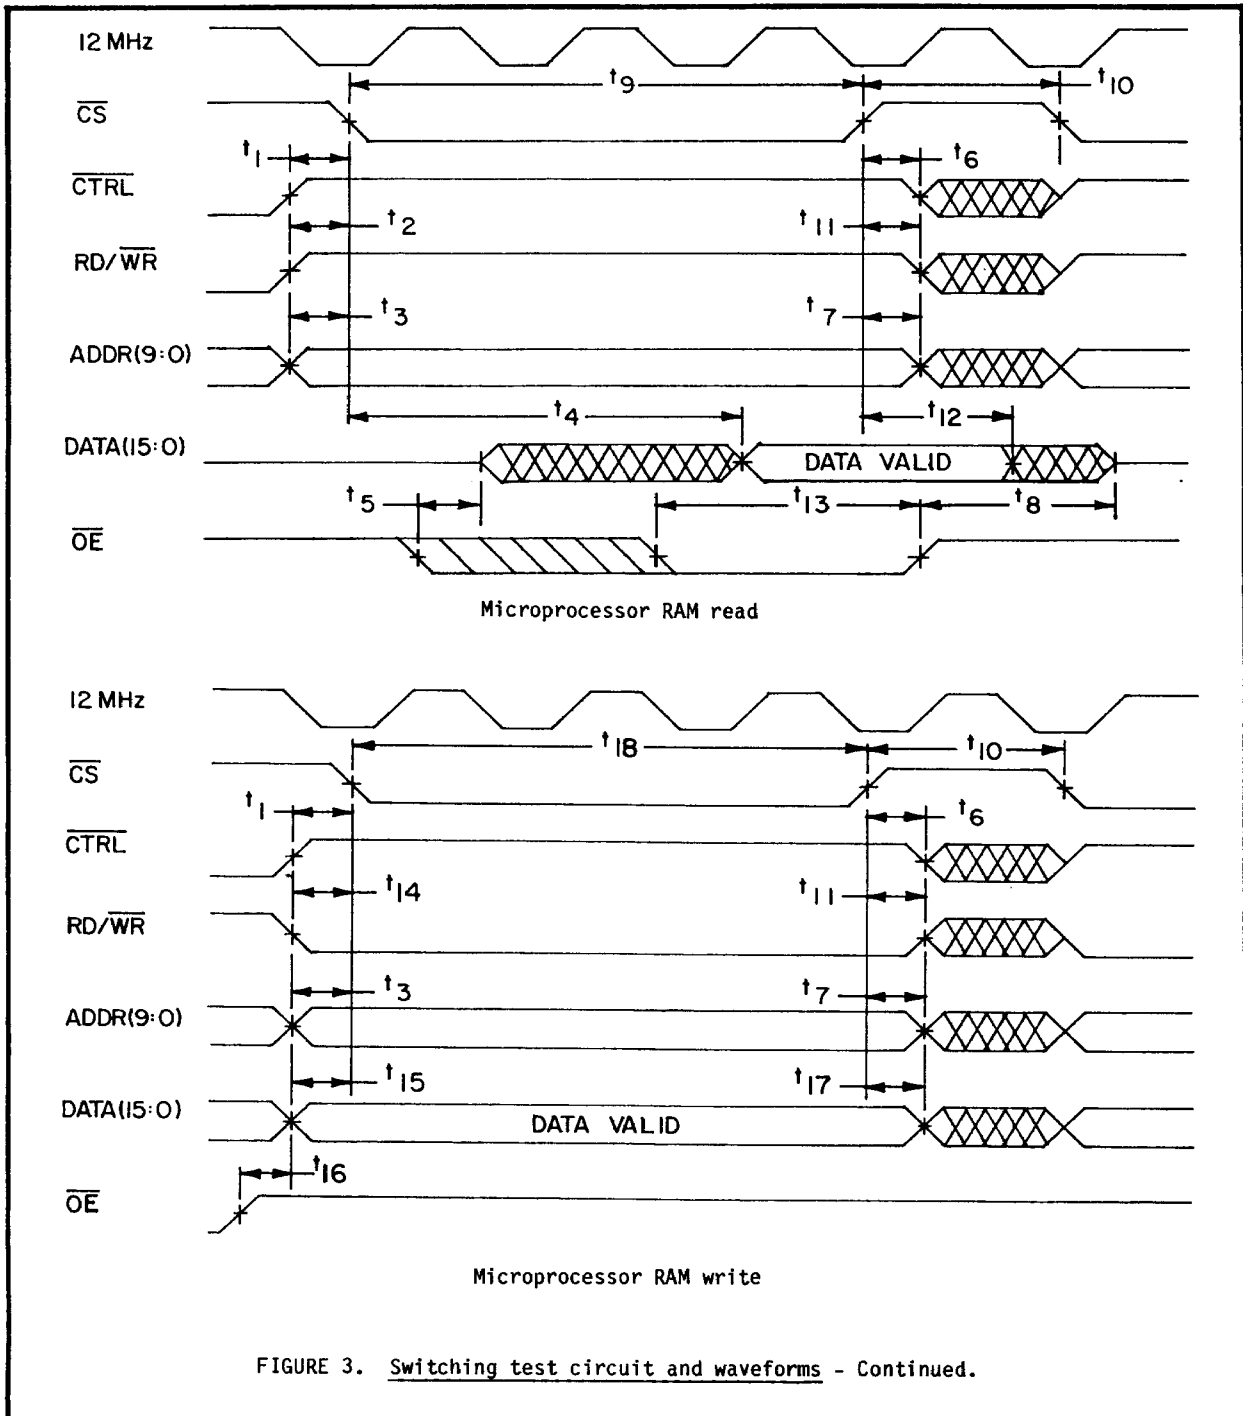 12 MHz
t9
t10
CS
t1
t6
CTRL
t2
t11
RD/WR
t3
t7
ADDR(9:0)
t4
t12
DATA(15:0)
DATA VALID
t5
t13
t8
OE
Microprocessor RAM read
12 MHz
t18
t10
CS
t1
t6
CTRL
t14
t11
RD/WR
t3
t7
ADDR(9:0)
t15
t17
DATA(15:0)
DATA VALID
t16
OE
Microprocessor RAM write
FIGURE 3. Switching test circuit and waveforms - Continued.